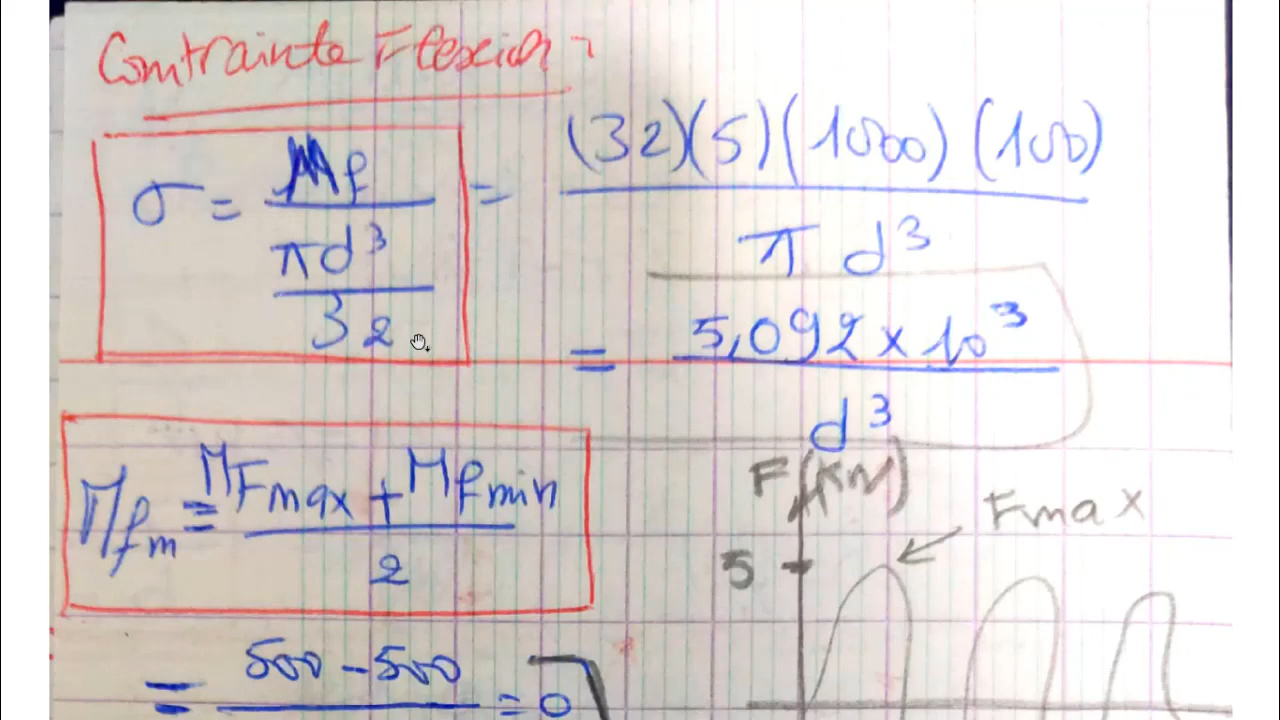 Contrainte Flexion :
σ = Mf / (πd³ / 32) = (32)(5)(1000)(100) / πd³
= 5,092 x 10³ / d³
Mfm = (MFmax + Mfmin) / 2
= 500 - 500 = 0
F(KN)
Fmax
5